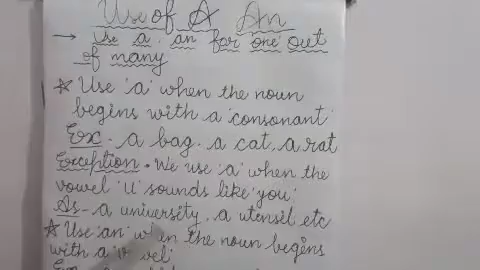 Use of A An
→ Use a, an for one out
of many
☆ Use 'a' when the noun
begins with a 'consonant'
Ex - a bag, a cat, a rat
Exception - We use 'a' when the
vowel 'u' sounds like 'you'
As - a university, a utensil etc
☆ Use 'an' when the noun begins
with a